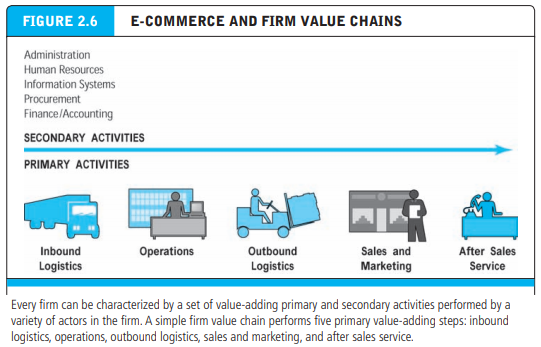 FIGURE 2.6 E-COMMERCE AND FIRM VALUE CHAINS
Administration
Human Resources
Information Systems
Procurement
Finance/Accounting
SECONDARY ACTIVITIES
PRIMARY ACTIVITIES
Inbound Logistics
Operations
Outbound Logistics
Sales and Marketing
After Sales Service
Every firm can be characterized by a set of value-adding primary and secondary activities performed by a
variety of actors in the firm. A simple firm value chain performs five primary value-adding steps: inbound
logistics, operations, outbound logistics, sales and marketing, and after sales service.